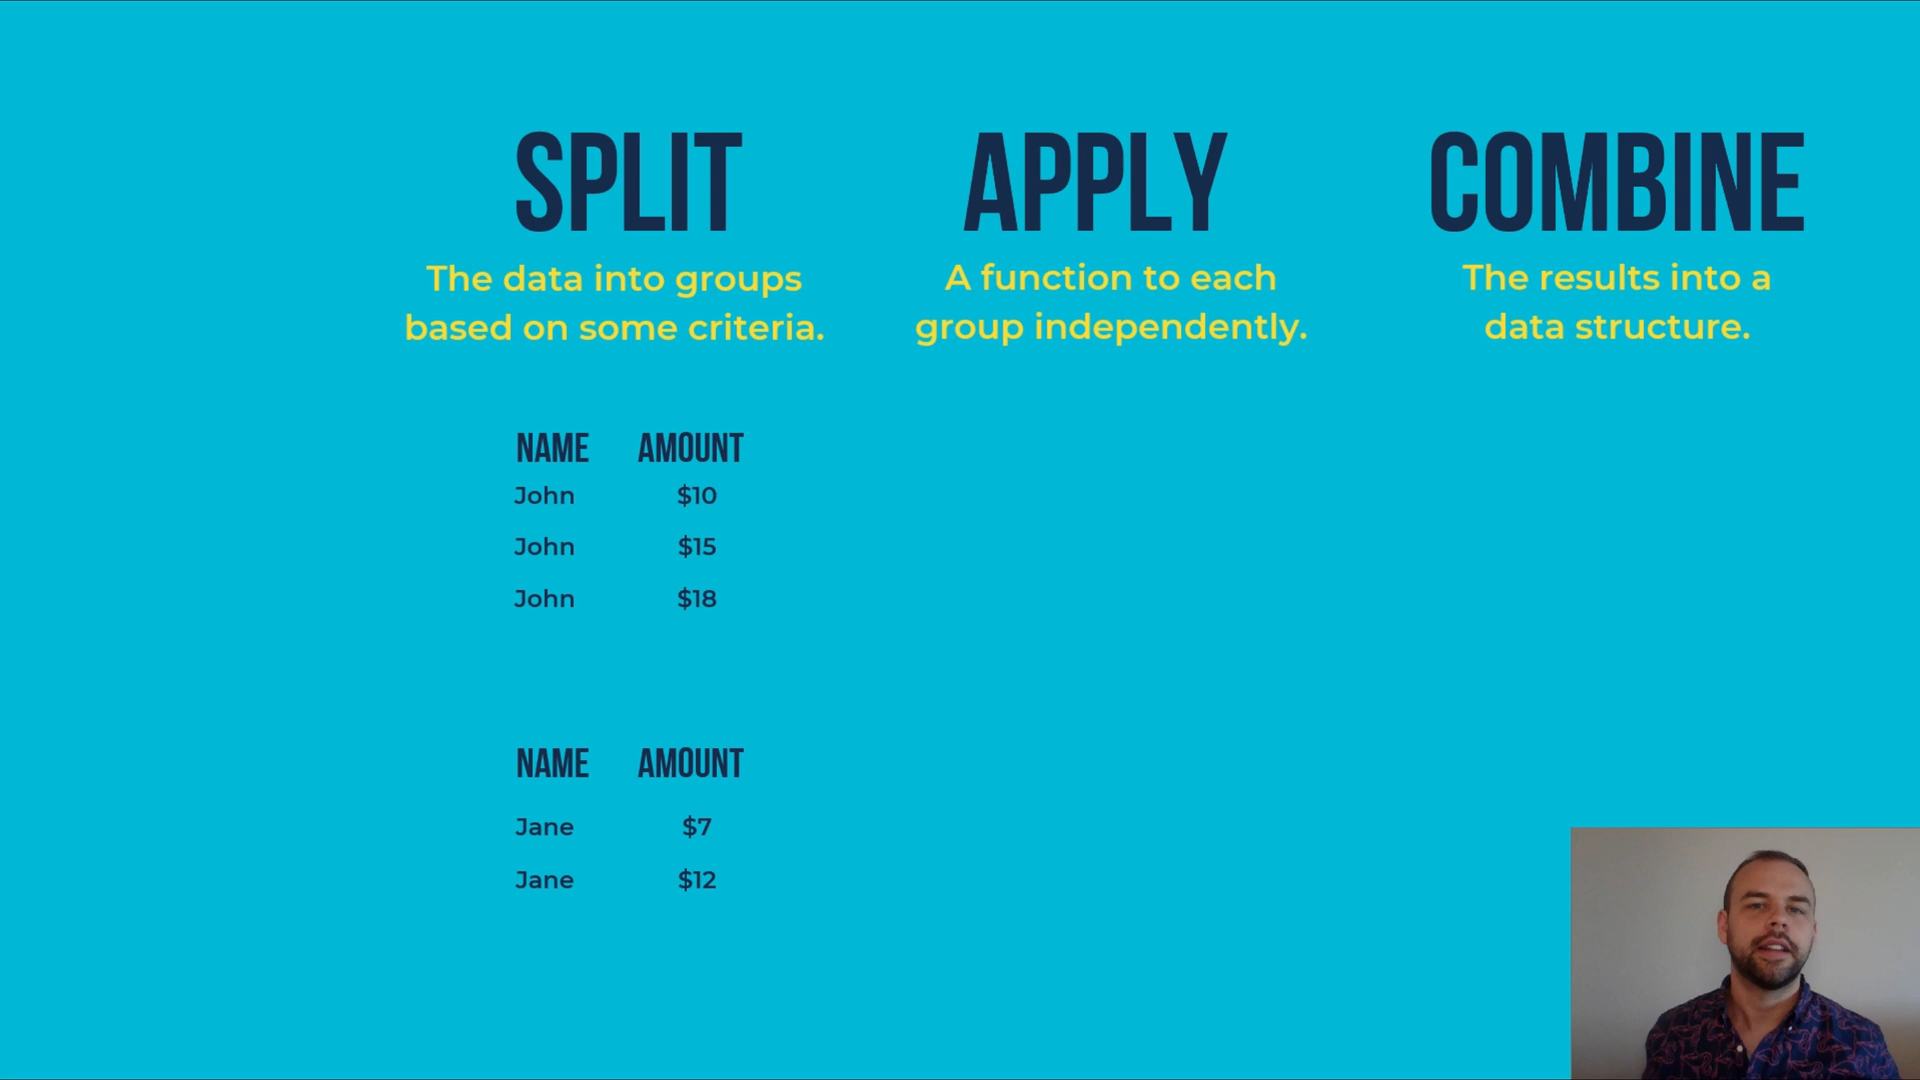 SPLIT
The data into groups
based on some criteria.
APPLY
A function to each
group independently.
COMBINE
The results into a
data structure.
NAME AMOUNT
John $10
John $15
John $18
NAME AMOUNT
Jane $7
Jane $12